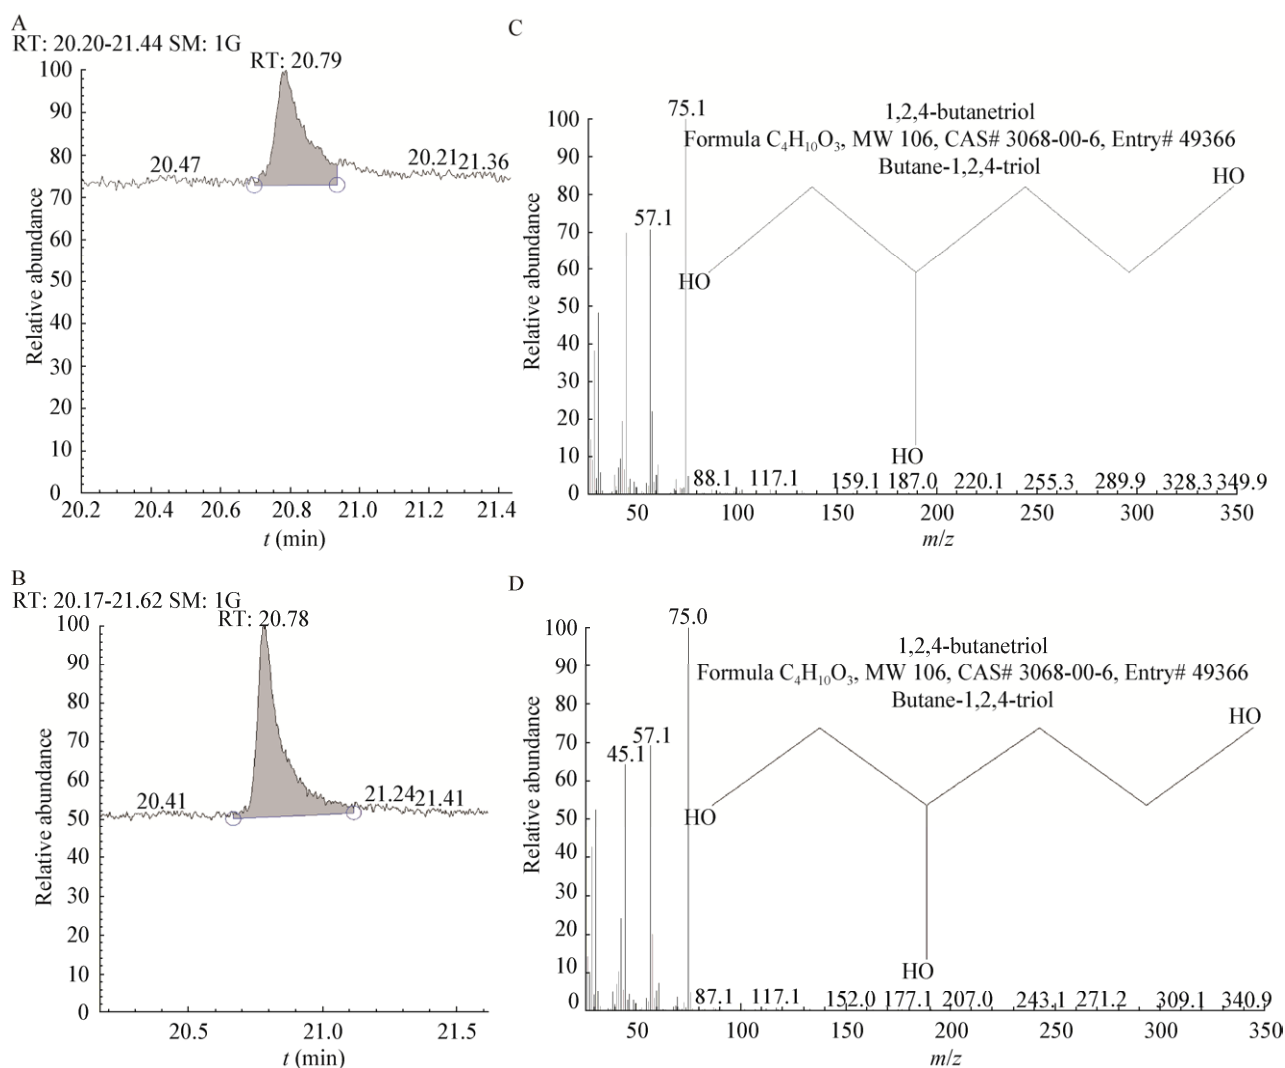 A
RT: 20.20-21.44 SM: 1G
RT: 20.79
100
90
80
70
60
50
40
30
20
10
0
20.47
20.21
21.36
Relative abundance
20.2 20.4 20.6 20.8 21.0 21.2 21.4
t (min)
C
75.1
57.1
1,2,4-butanetriol
Formula C₄H₁₀O₃, MW 106, CAS# 3068-00-6, Entry# 49366
Butane-1,2,4-triol
HO
HO
HO
100
90
80
70
60
50
40
30
20
10
0
Relative abundance
88.1 117.1 159.1 187.0 220.1 255.3 289.9 328.3 349.9
50 100 150 200 250 300 350
m/z
B
RT: 20.17-21.62 SM: 1G
RT: 20.78
100
90
80
70
60
50
40
30
20
10
0
20.41
21.24
21.41
Relative abundance
20.5 21.0 21.5
t (min)
D
75.0
57.1
45.1
1,2,4-butanetriol
Formula C₄H₁₀O₃, MW 106, CAS# 3068-00-6, Entry# 49366
Butane-1,2,4-triol
HO
HO
HO
100
90
80
70
60
50
40
30
20
10
0
Relative abundance
87.1 117.1 152.0 177.1 207.0 243.1 271.2 309.1 340.9
50 100 150 200 250 300 350
m/z